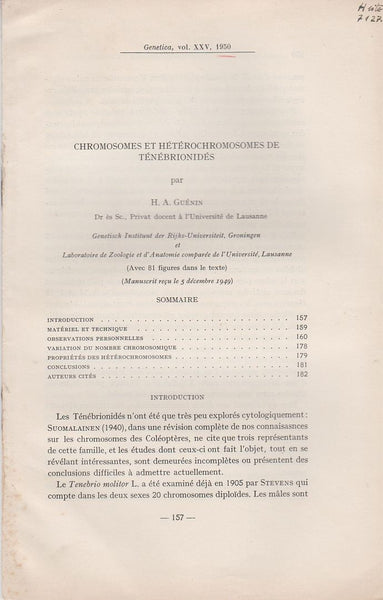 7127
Genetica, vol. XXV, 1950
CHROMOSOMES ET HÉTÉROCHROMOSOMES DE
TÉNÉBRIONIDÉS
par
H. A. GUÉNIN
Dr ès Sc., Privat docent à l'Université de Lausanne
Genetisch Instituut der Rijks-Universiteit, Groningen
et
Laboratoire de Zoologie et d'Anatomie comparée de l'Université, Lausanne
(Avec 81 figures dans le texte)
(Manuscrit reçu le 5 décembre 1949)
SOMMAIRE
INTRODUCTION . . . . . . . . . . . . . . . . . . . 157
MATÉRIEL ET TECHNIQUE . . . . . . . . . . . . . . . 159
OBSERVATIONS PERSONNELLES . . . . . . . . . . . . . 160
VARIATION DU NOMBRE CHROMOSOMIQUE . . . . . . . . . 178
PROPRIÉTÉS DES HÉTÉROCHROMOSOMES . . . . . . . . . . 179
CONCLUSIONS . . . . . . . . . . . . . . . . . . . 181
AUTEURS CITÉS . . . . . . . . . . . . . . . . . . 182
INTRODUCTION
Les Ténébrionidés n'ont été que très peu explorés cytologiquement:
SUOMALAINEN (1940), dans une révision complète de nos connaisasnces
sur les chromosomes des Coléoptères, ne cite que trois représentants
de cette famille, et les études dont ceux-ci ont fait l'objet, tout en se
révélant intéressantes, sont demeurées incomplètes ou présentent des
conclusions difficiles à admettre actuellement.
Le Tenebrio molitor L. a été examiné déjà en 1905 par STEVENS qui
compte dans les deux sexes 20 chromosomes diploïdes. Les mâles sont
— 157 —